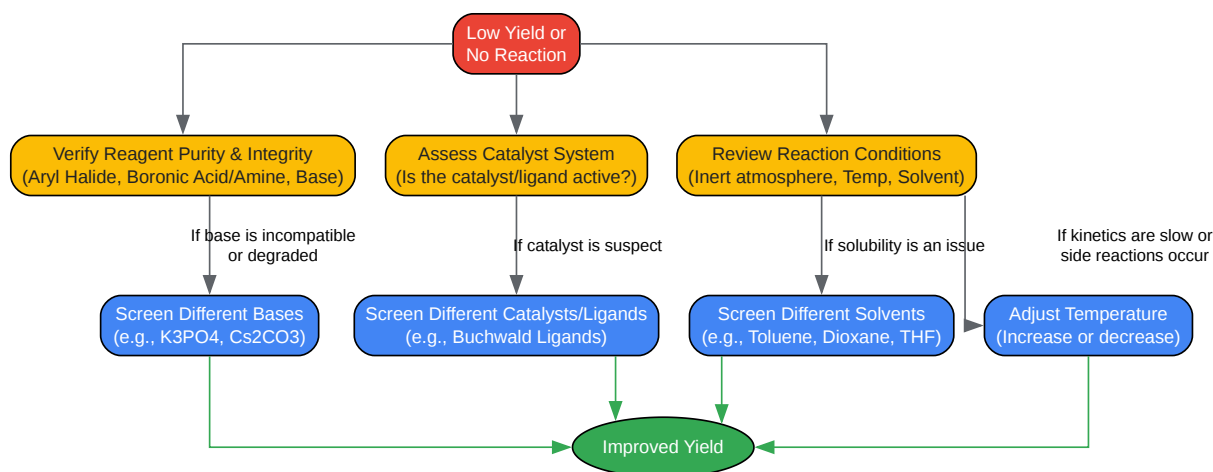 Low Yield or
No Reaction
Verify Reagent Purity & Integrity
(Aryl Halide, Boronic Acid/Amine, Base)
Assess Catalyst System
(Is the catalyst/ligand active?)
Review Reaction Conditions
(Inert atmosphere, Temp, Solvent)
If base is incompatible
or degraded
If catalyst is suspect
If solubility is an issue
If kinetics are slow or
side reactions occur
Screen Different Bases
(e.g., K3PO4, Cs2CO3)
Screen Different Catalysts/Ligands
(e.g., Buchwald Ligands)
Screen Different Solvents
(e.g., Toluene, Dioxane, THF)
Adjust Temperature
(Increase or decrease)
Improved Yield